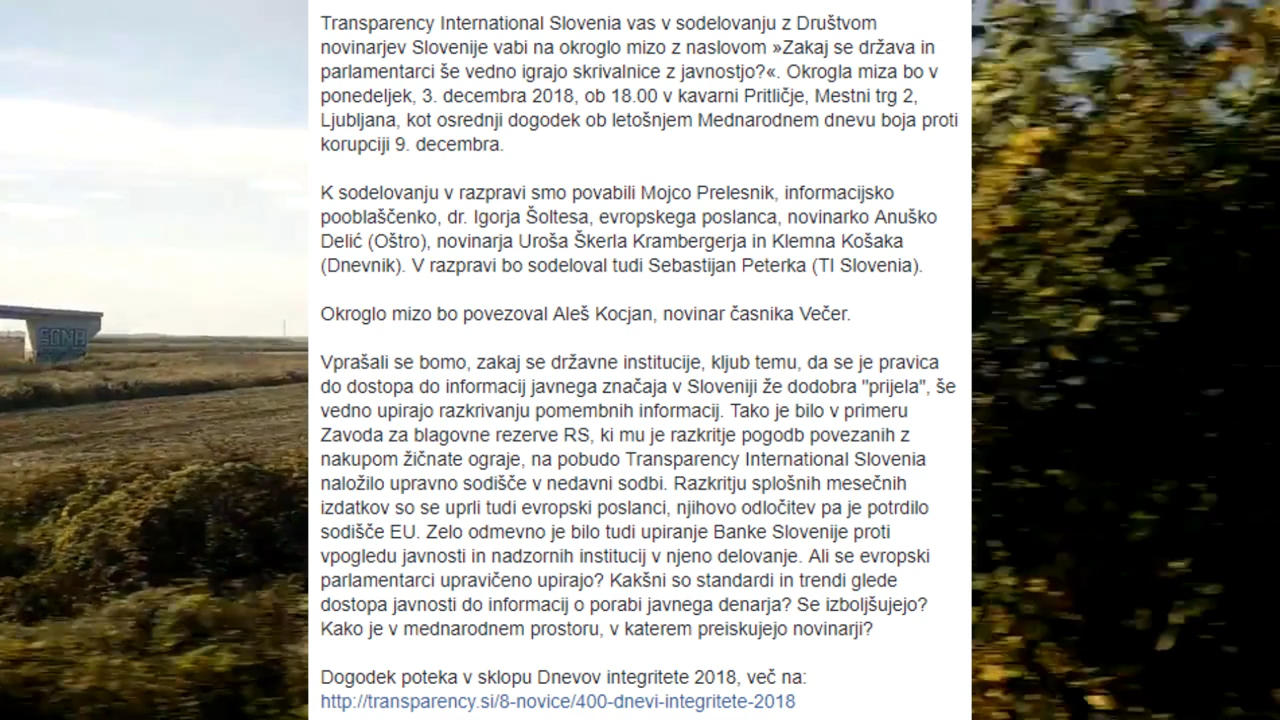 Transparency International Slovenia vas v sodelovanju z Društvom
novinarjev Slovenije vabi na okroglo mizo z naslovom »Zakaj se država in
parlamentarci še vedno igrajo skrivalnice z javnostjo?«. Okrogla miza bo v
ponedeljek, 3. decembra 2018, ob 18.00 v kavarni Pritličje, Mestni trg 2,
Ljubljana, kot osrednji dogodek ob letošnjem Mednarodnem dnevu boja proti
korupciji 9. decembra.
K sodelovanju v razpravi smo povabili Mojco Prelesnik, informacijsko
pooblaščenko, dr. Igorja Šoltesa, evropskega poslanca, novinarko Anuško
Delić (Oštro), novinarja Uroša Škerla Krambergerja in Klemna Košaka
(Dnevnik). V razpravi bo sodeloval tudi Sebastijan Peterka (TI Slovenia).
Okroglo mizo bo povezoval Aleš Kocjan, novinar časnika Večer.
Vprašali se bomo, zakaj se državne institucije, kljub temu, da se je pravica
do dostopa do informacij javnega značaja v Sloveniji že dodobra "prijela", še
vedno upirajo razkrivanju pomembnih informacij. Tako je bilo v primeru
Zavoda za blagovne rezerve RS, ki mu je razkritje pogodb povezanih z
nakupom žičnate ograje, na pobudo Transparency International Slovenia
naložilo upravno sodišče v nedavni sodbi. Razkritju splošnih mesečnih
izdatkov so se uprli tudi evropski poslanci, njihovo odločitev pa je potrdilo
sodišče EU. Zelo odmevno je bilo tudi upiranje Banke Slovenije proti
vpogledu javnosti in nadzornih institucij v njeno delovanje. Ali se evropski
parlamentarci upravičeno upirajo? Kakšni so standardi in trendi glede
dostopa javnosti do informacij o porabi javnega denarja? Se izboljšujejo?
Kako je v mednarodnem prostoru, v katerem preiskujejo novinarji?
Dogodek poteka v sklopu Dnevov integritete 2018, več na:
http://transparency.si/8-novice/400-dnevi-integritete-2018